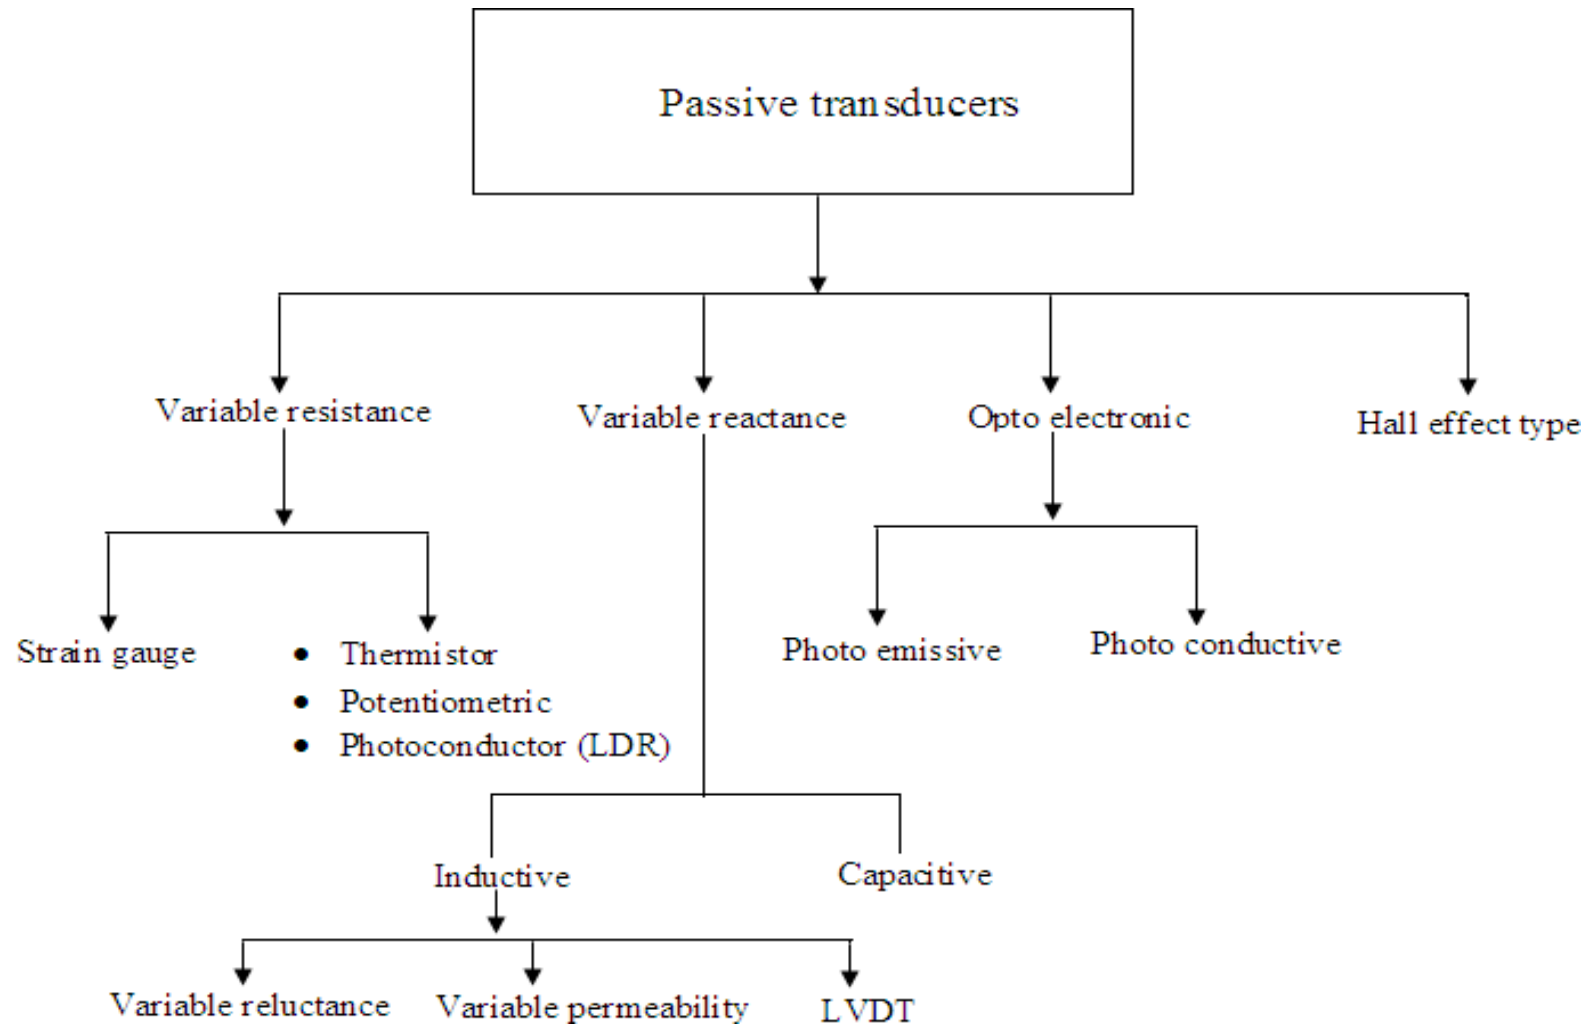 Passive transducers
Variable resistance
Variable reactance
Opto electronic
Hall effect type
Strain gauge
• Thermistor
• Potentiometric
• Photoconductor (LDR)
Photo emissive
Photo conductive
Inductive
Capacitive
Variable reluctance
Variable permeability
LVDT